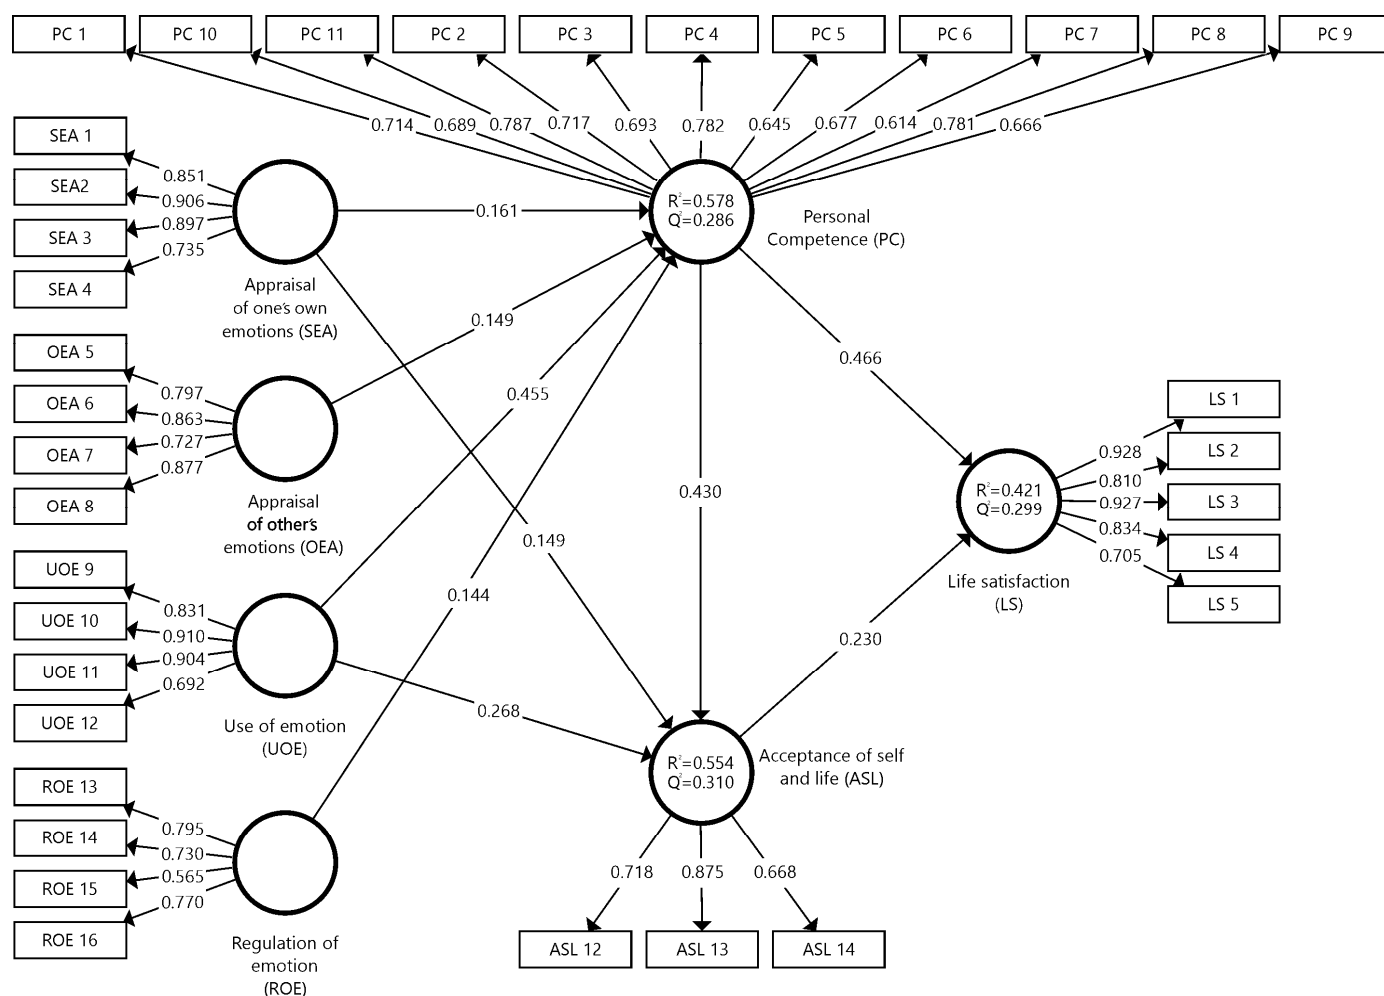 PC 1
PC 10
PC 11
PC 2
PC 3
PC 4
PC 5
PC 6
PC 7
PC 8
PC 9
0.714
0.689
0.787
0.717
0.693
0.782
0.645
0.677
0.614
0.781
0.666
SEA 1
SEA2
SEA 3
SEA 4
0.851
0.906
0.897
0.735
Appraisal
of one's own
emotions (SEA)
0.161
R²=0.578
Q²=0.286
Personal
Competence (PC)
OEA 5
OEA 6
OEA 7
OEA 8
0.797
0.863
0.727
0.877
Appraisal
of other's
emotions (OEA)
0.149
0.455
0.466
0.430
0.149
0.144
R²=0.421
Q²=0.299
Life satisfaction
(LS)
0.928
0.810
0.927
0.834
0.705
LS 1
LS 2
LS 3
LS 4
LS 5
UOE 9
UOE 10
UOE 11
UOE 12
0.831
0.910
0.904
0.692
Use of emotion
(UOE)
0.268
0.230
R²=0.554
Q²=0.310
Acceptance of self
and life (ASL)
ROE 13
ROE 14
ROE 15
ROE 16
0.795
0.730
0.565
0.770
Regulation of
emotion
(ROE)
0.718
0.875
0.668
ASL 12
ASL 13
ASL 14